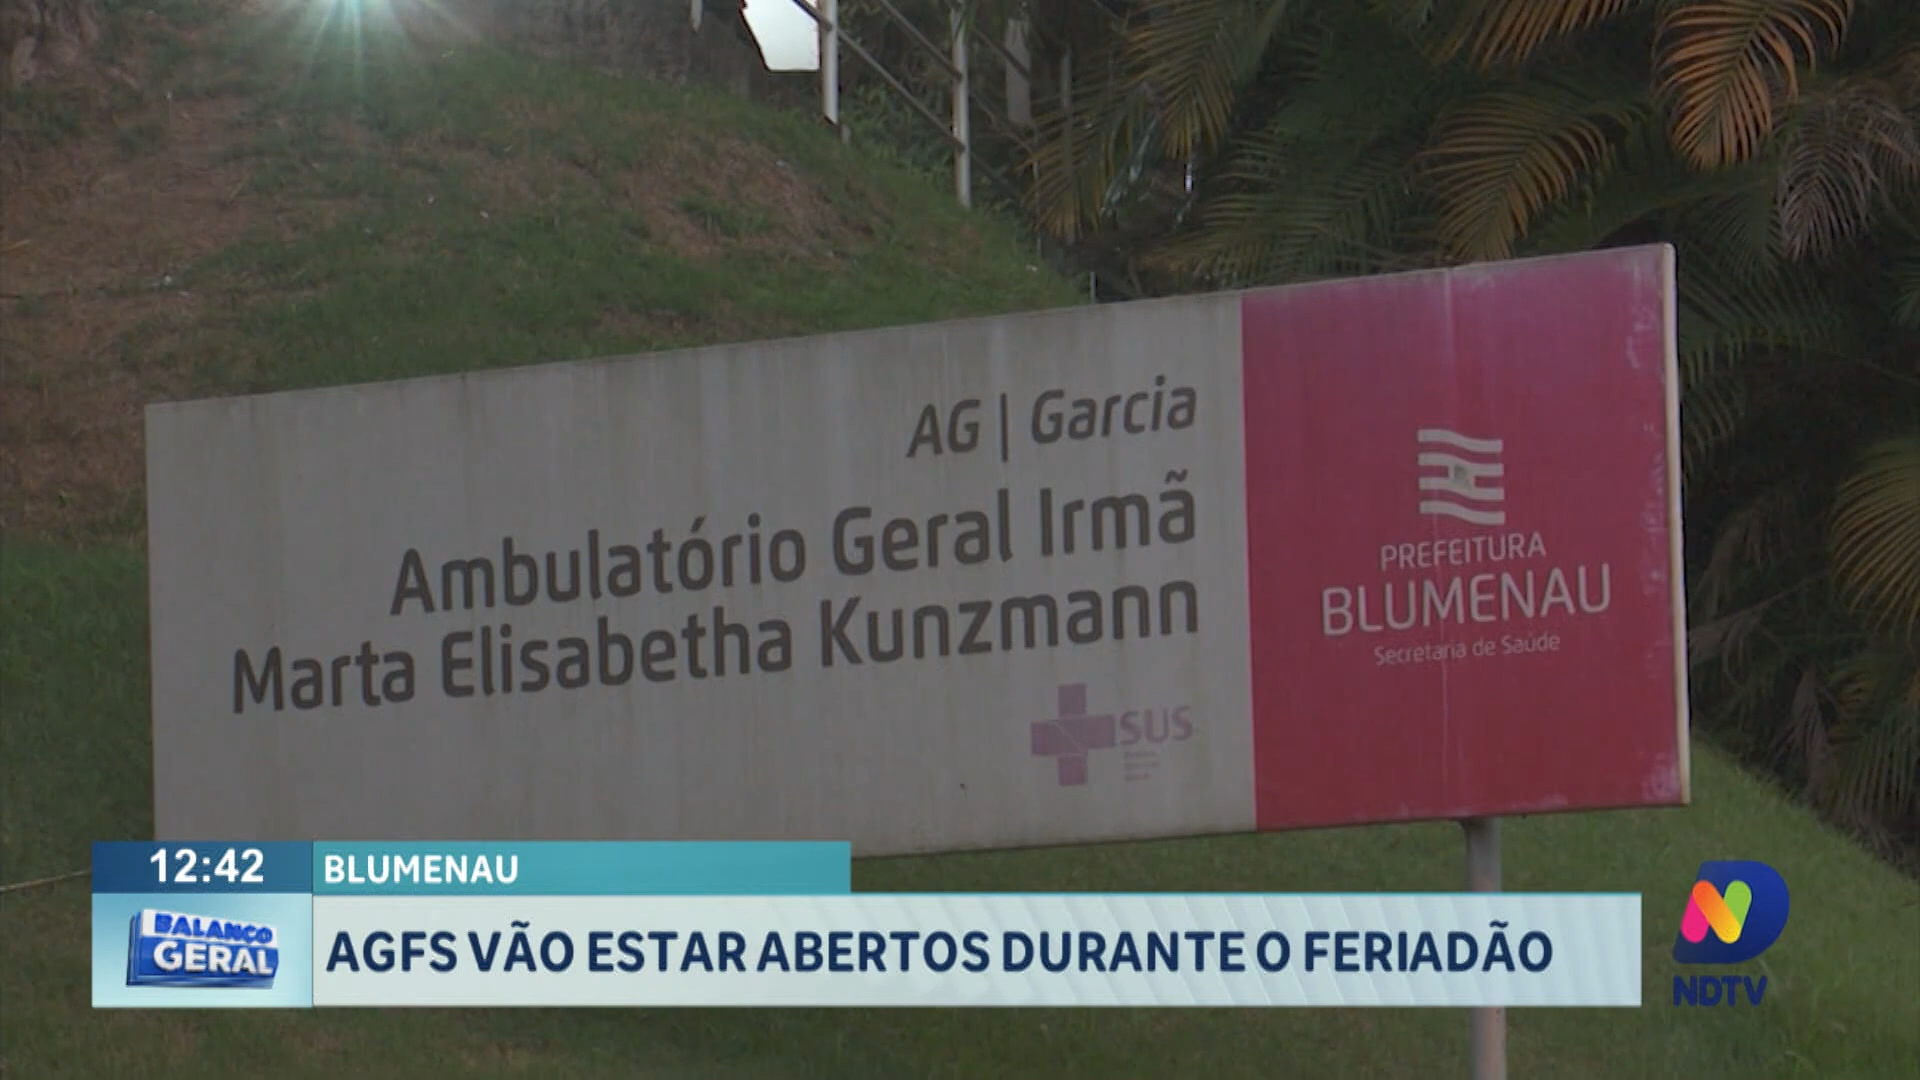 AG | Garcia
Ambulatório Geral Irmã
Marta Elisabetha Kunzmann
SUS
PREFEITURA
BLUMENAU
Secretaria de Saúde
12:42
BLUMENAU
BALANÇO
GERAL
AGFS VÃO ESTAR ABERTOS DURANTE O FERIADÃO
NDTV